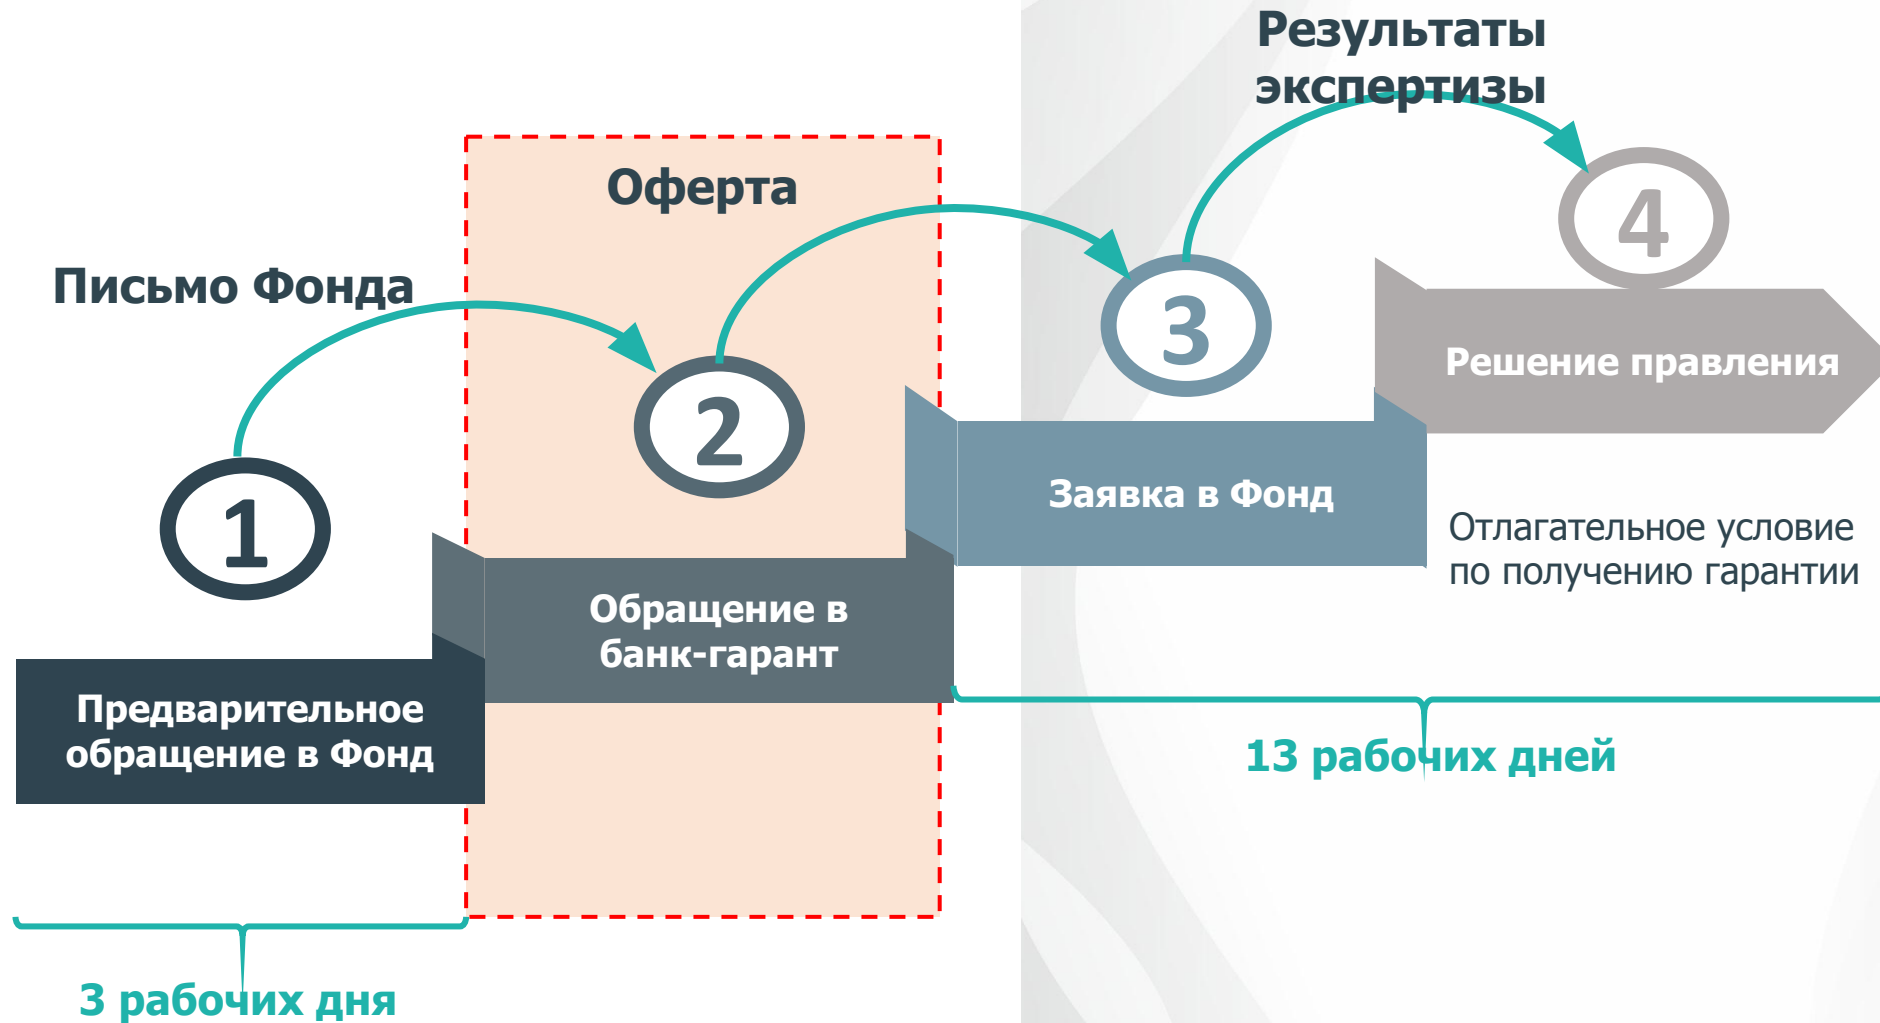 Результаты
экспертизы
Оферта
Письмо Фонда
1
2
3
4
Предварительное
обращение в Фонд
Обращение в
банк-гарант
Заявка в Фонд
Решение правления
Отлагательное условие
по получению гарантии
13 рабочих дней
3 рабочих дня